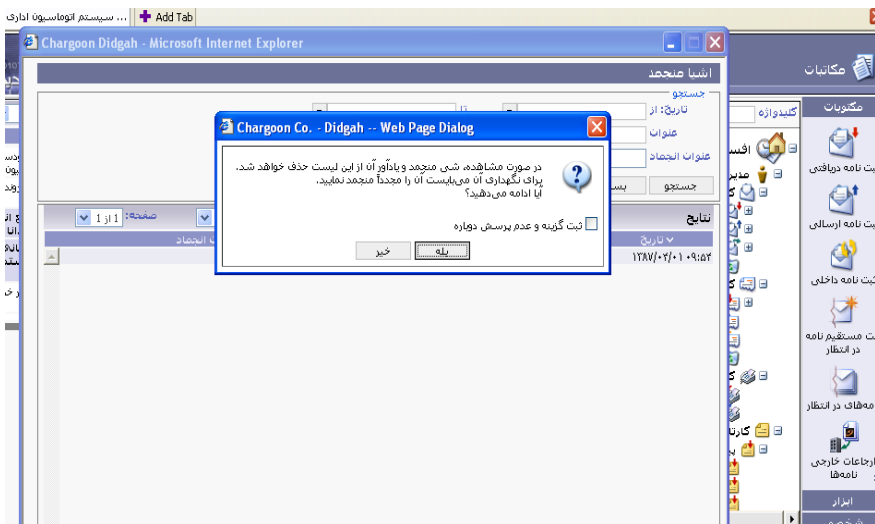 ... سیستم اتوماسیون اداری
Add Tab
Chargoon Didgah - Microsoft Internet Explorer
اشیا منجمد
جستجو
تاریخ: از
تا
عنوان
عنوان انجماد
جستجو
Chargoon Co. - Didgah -- Web Page Dialog
در صورت مشاهده، شی منجمد و یادآور آن از این لیست حذف خواهد شد.
برای نگهداری آن می‌بایست آن را مجدداً منجمد نمایید.
آیا ادامه می‌دهید؟
ثبت گزینه و عدم پرسش دوباره
بله
خیر
نتایج
صفحه: 1 از 1
تاریخ
انجماد
۱۳۸۷/۰۴/۰۱ ۰۹:۵۴
مکاتبات
کلیدواژه
مکتوبات
ثبت نامه دریافتی
ثبت نامه ارسالی
ثبت نامه داخلی
مستقیم نامه
در انتظار
نامه‌های در انتظار
ارجاعات خارجی
نامه‌ها
ابزار